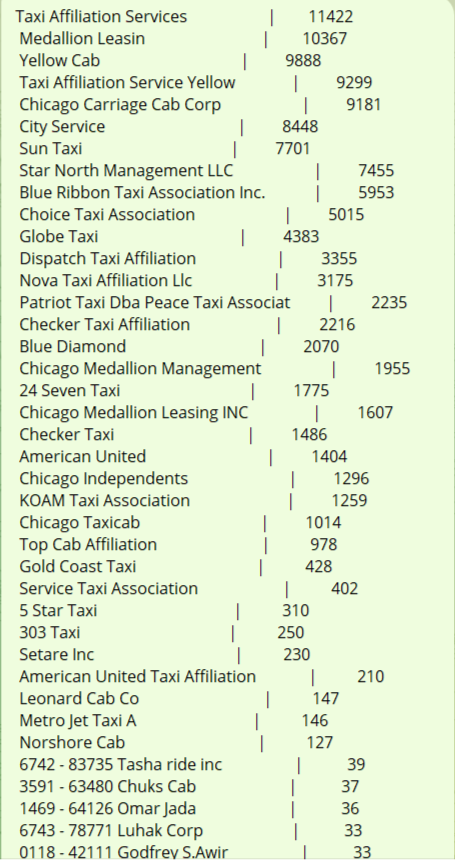 Taxi Affiliation Services | 11422
Medallion Leasin | 10367
Yellow Cab | 9888
Taxi Affiliation Service Yellow | 9299
Chicago Carriage Cab Corp | 9181
City Service | 8448
Sun Taxi | 7701
Star North Management LLC | 7455
Blue Ribbon Taxi Association Inc. | 5953
Choice Taxi Association | 5015
Globe Taxi | 4383
Dispatch Taxi Affiliation | 3355
Nova Taxi Affiliation Llc | 3175
Patriot Taxi Dba Peace Taxi Associat | 2235
Checker Taxi Affiliation | 2216
Blue Diamond | 2070
Chicago Medallion Management | 1955
24 Seven Taxi | 1775
Chicago Medallion Leasing INC | 1607
Checker Taxi | 1486
American United | 1404
Chicago Independents | 1296
KOAM Taxi Association | 1259
Chicago Taxicab | 1014
Top Cab Affiliation | 978
Gold Coast Taxi | 428
Service Taxi Association | 402
5 Star Taxi | 310
303 Taxi | 250
Setare Inc | 230
American United Taxi Affiliation | 210
Leonard Cab Co | 147
Metro Jet Taxi A | 146
Norshore Cab | 127
6742 - 83735 Tasha ride inc | 39
3591 - 63480 Chuks Cab | 37
1469 - 64126 Omar Jada | 36
6743 - 78771 Luhak Corp | 33
0118 - 42111 Godfrey S.Awir | 33